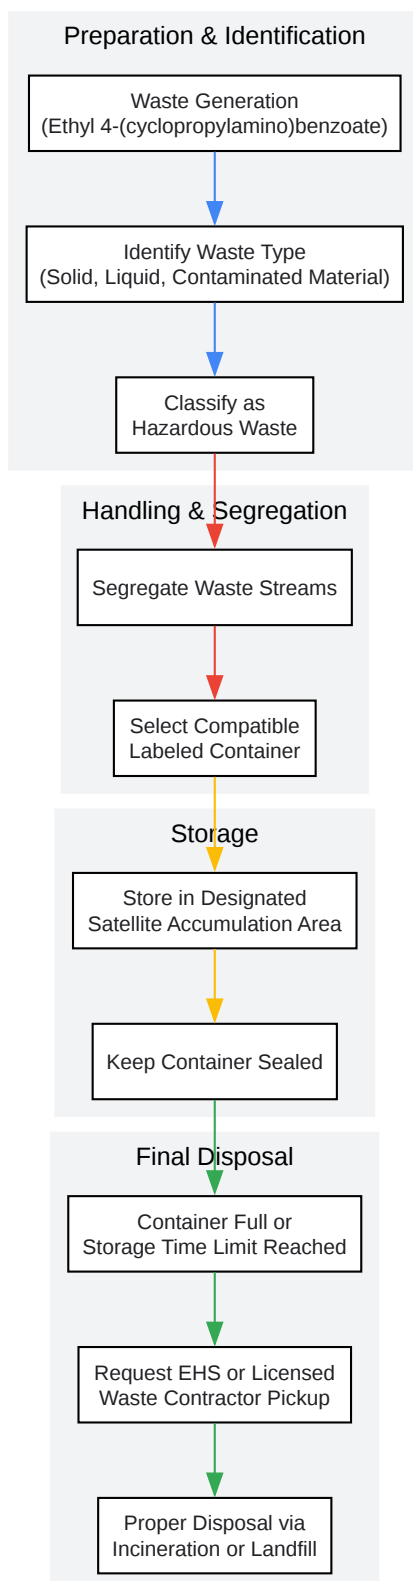 Preparation & Identification
Waste Generation
(Ethyl 4-(cyclopropylamino)benzoate)
Identify Waste Type
(Solid, Liquid, Contaminated Material)
Classify as
Hazardous Waste
Handling & Segregation
Segregate Waste Streams
Select Compatible
Labeled Container
Storage
Store in Designated
Satellite Accumulation Area
Keep Container Sealed
Final Disposal
Container Full or
Storage Time Limit Reached
Request EHS or Licensed
Waste Contractor Pickup
Proper Disposal via
Incineration or Landfill